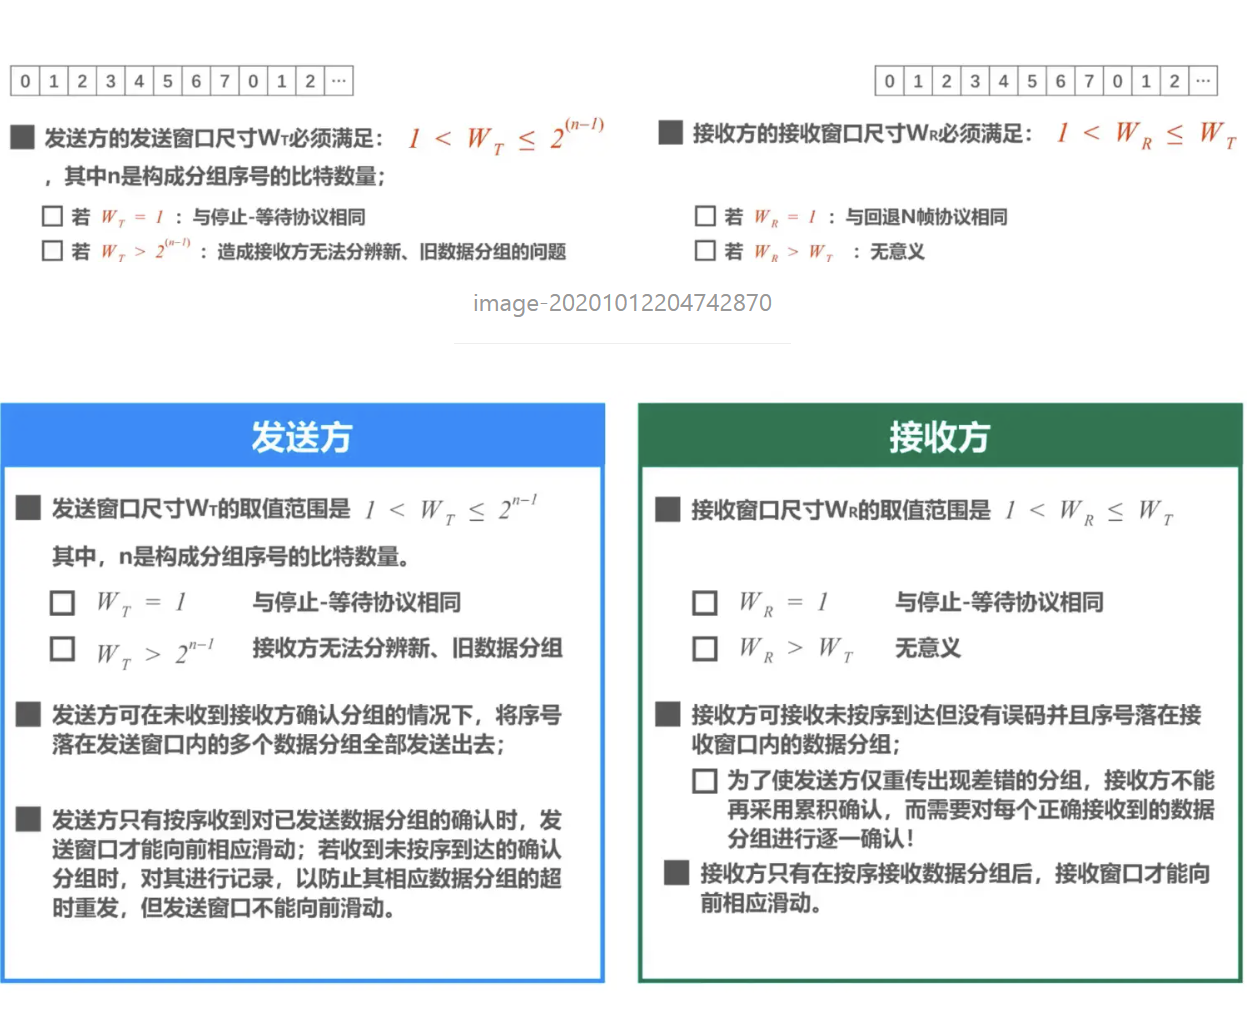 0 1 2 3 4 5 6 7 0 1 2 ...
发送方的发送窗口尺寸WT必须满足： 1 < W_T ≤ 2^(n−1)
，其中n是构成分组序号的比特数量；
若 W_T = 1 ：与停止-等待协议相同
若 W_T > 2^(n−1) ：造成接收方无法分辨新、旧数据分组的问题
0 1 2 3 4 5 6 7 0 1 2 ...
接收方的接收窗口尺寸WR必须满足： 1 < W_R ≤ W_T
若 W_R = 1 ：与回退N帧协议相同
若 W_R > W_T ：无意义
image-20201012204742870
发送方
发送窗口尺寸WT的取值范围是 1 < W_T ≤ 2^n−1
其中，n是构成分组序号的比特数量。
W_T = 1 与停止-等待协议相同
W_T > 2^n−1 接收方无法分辨新、旧数据分组
发送方可在未收到接收方确认分组的情况下，将序号
落在发送窗口内的多个数据分组全部发送出去；
发送方只有按序收到对已发送数据分组的确认时，发
送窗口才能向前相应滑动；若收到未按序到达的确认
分组时，对其进行记录，以防止其相应数据分组的超
时重发，但发送窗口不能向前滑动。
接收方
接收窗口尺寸WR的取值范围是 1 < W_R ≤ W_T
W_R = 1 与停止-等待协议相同
W_R > W_T 无意义
接收方可接收未按序到达但没有误码并且序号落在接
收窗口内的数据分组；
为了使发送方仅重传出现差错的分组，接收方不能
再采用累积确认，而需要对每个正确接收到的数据
分组进行逐一确认！
接收方只有在按序接收数据分组后，接收窗口才能向
前相应滑动。